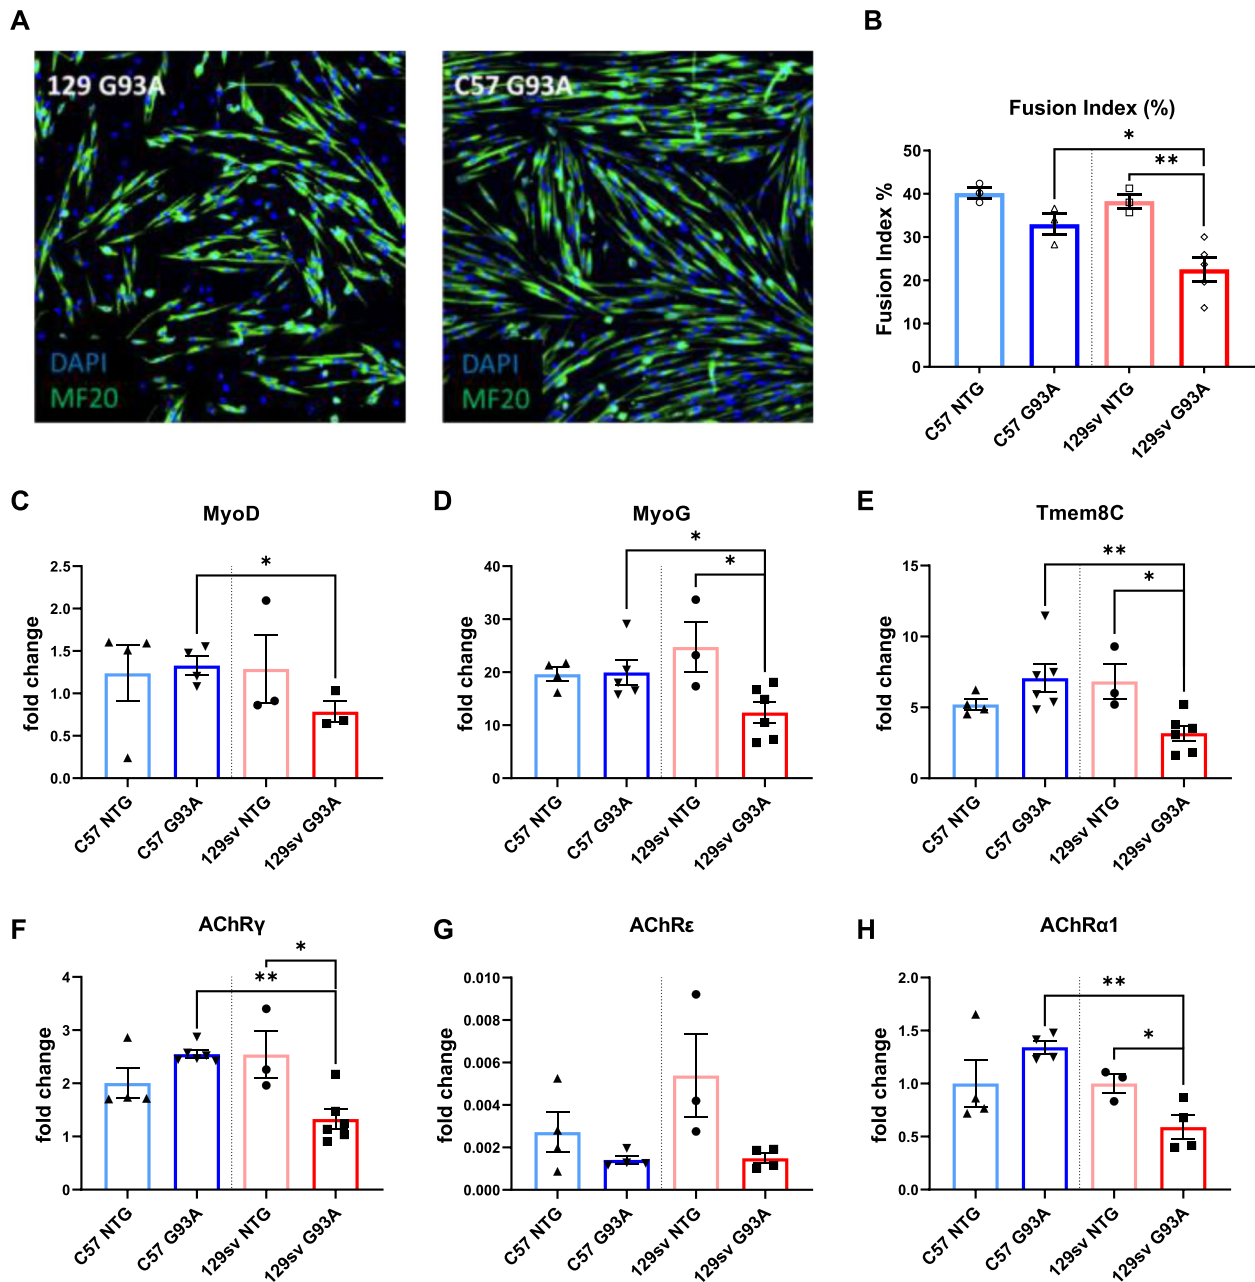 A
129 G93A
DAPI
MF20
C57 G93A
DAPI
MF20
B
Fusion Index (%)
*
**
Fusion Index %
50
40
30
20
10
0
C57 NTG
C57 G93A
129sv NTG
129sv G93A
C
MyoD
*
fold change
2.5
2.0
1.5
1.0
0.5
0.0
C57 NTG
C57 G93A
129sv NTG
129sv G93A
D
MyoG
*
*
fold change
40
30
20
10
0
C57 NTG
C57 G93A
129sv NTG
129sv G93A
E
Tmem8C
**
*
fold change
15
10
5
0
C57 NTG
C57 G93A
129sv NTG
129sv G93A
F
AChRγ
*
**
fold change
4
3
2
1
0
C57 NTG
C57 G93A
129sv NTG
129sv G93A
G
AChRε
fold change
0.010
0.008
0.006
0.004
0.002
0.000
C57 NTG
C57 G93A
129sv NTG
129sv G93A
H
AChRα1
**
*
fold change
2.0
1.5
1.0
0.5
0.0
C57 NTG
C57 G93A
129sv NTG
129sv G93A